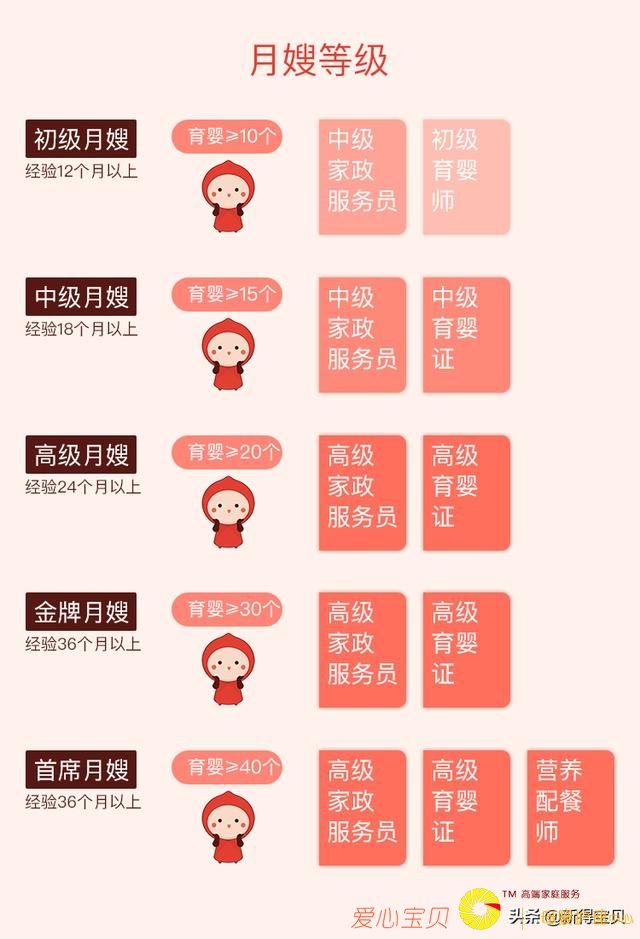 月嫂等级
初级月嫂
经验12个月以上
育婴≥10个
中级
家政
服务员
初级
育婴
师
中级月嫂
经验18个月以上
育婴≥15个
中级
家政
服务员
中级
育婴
证
高级月嫂
经验24个月以上
育婴≥20个
高级
家政
服务员
高级
育婴
证
金牌月嫂
经验36个月以上
育婴≥30个
高级
家政
服务员
高级
育婴
证
首席月嫂
经验36个月以上
育婴≥40个
高级
家政
服务员
高级
育婴
证
营养
配餐
师
TM 高端家庭服务
爱心宝贝
头条 @新得宝贝